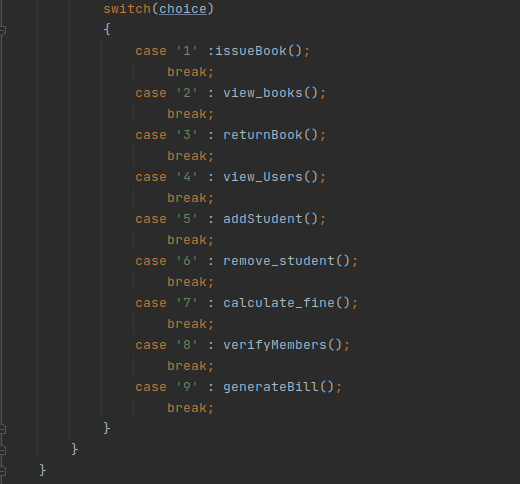 switch(choice)
{
case '1' :issueBook();
break;
case '2' : view_books();
break;
case '3' : returnBook();
break;
case '4' : view_Users();
break;
case '5' : addStudent();
break;
case '6' : remove_student();
break;
case '7' : calculate_fine();
break;
case '8' : verifyMembers();
break;
case '9' : generateBill();
break;
}
}
}